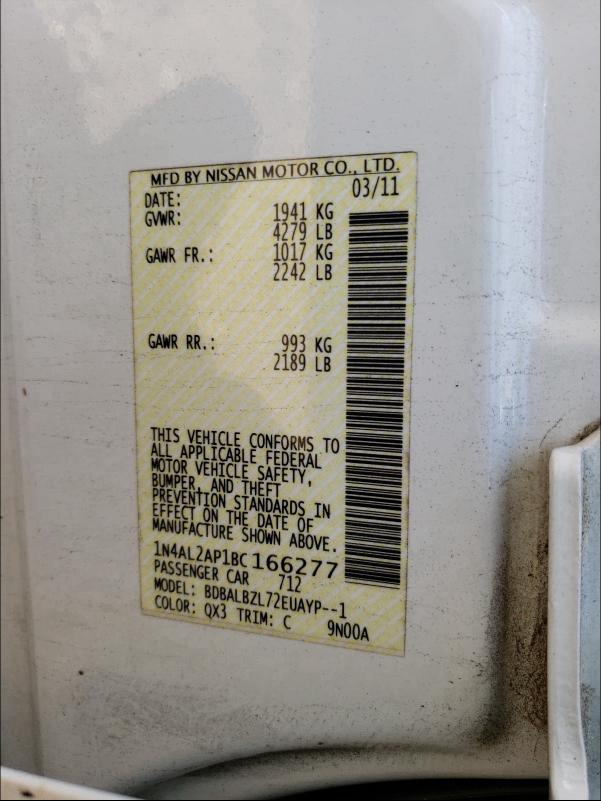 MFD BY NISSAN MOTOR CO., LTD.
DATE: 03/11
GVWR: 1941 KG
4279 LB
GAWR FR.: 1017 KG
2242 LB
GAWR RR.: 993 KG
2189 LB
THIS VEHICLE CONFORMS TO
ALL APPLICABLE FEDERAL
MOTOR VEHICLE SAFETY,
BUMPER, AND THEFT
PREVENTION STANDARDS IN
EFFECT ON THE DATE OF
MANUFACTURE SHOWN ABOVE.
1N4AL2AP1BC166277
PASSENGER CAR 712
MODEL: BDBALBZL72EUAYP--1
COLOR: QX3 TRIM: C 9N00A